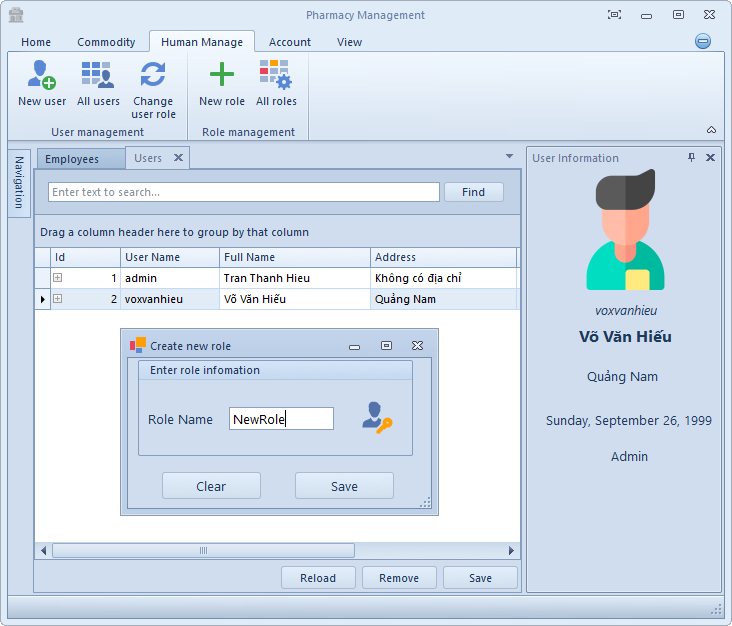 Pharmacy Management
Home Commodity Human Manage Account View
New user All users Change user role New role All roles
User management Role management
Navigation
Employees Users
Enter text to search... Find
Drag a column header here to group by that column
Id User Name Full Name Address
1 admin Tran Thanh Hieu Không có địa chỉ
2 voxvanhieu Võ Văn Hiếu Quảng Nam
Create new role
Enter role infomation
Role Name NewRole
Clear Save
Reload Remove Save
User Information
voxvanhieu
Võ Văn Hiếu
Quảng Nam
Sunday, September 26, 1999
Admin